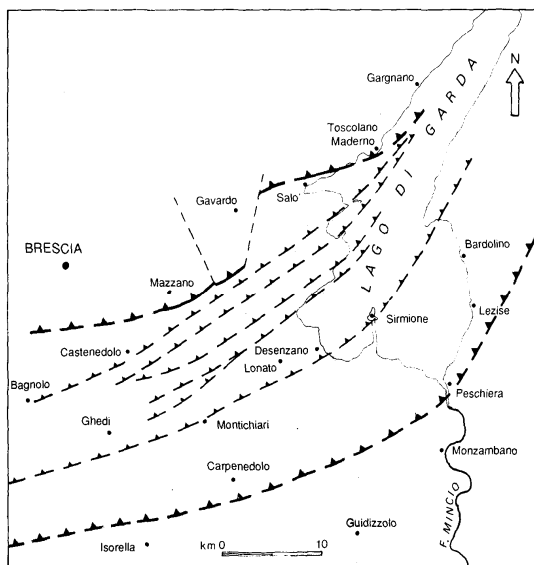 Gargnano
N
Toscolano
Maderno
LAGO DI GARDA
Gavardo
Salo'
BRESCIA
Bardolino
Mazzano
Sirmione
Lezise
Castenedolo
Desenzano
Lonato
Bagnolo
Peschiera
Ghedi
Montichiari
Monzambano
Carpenedolo
F. MINCIO
Guidizzolo
Isorella
km 0 10